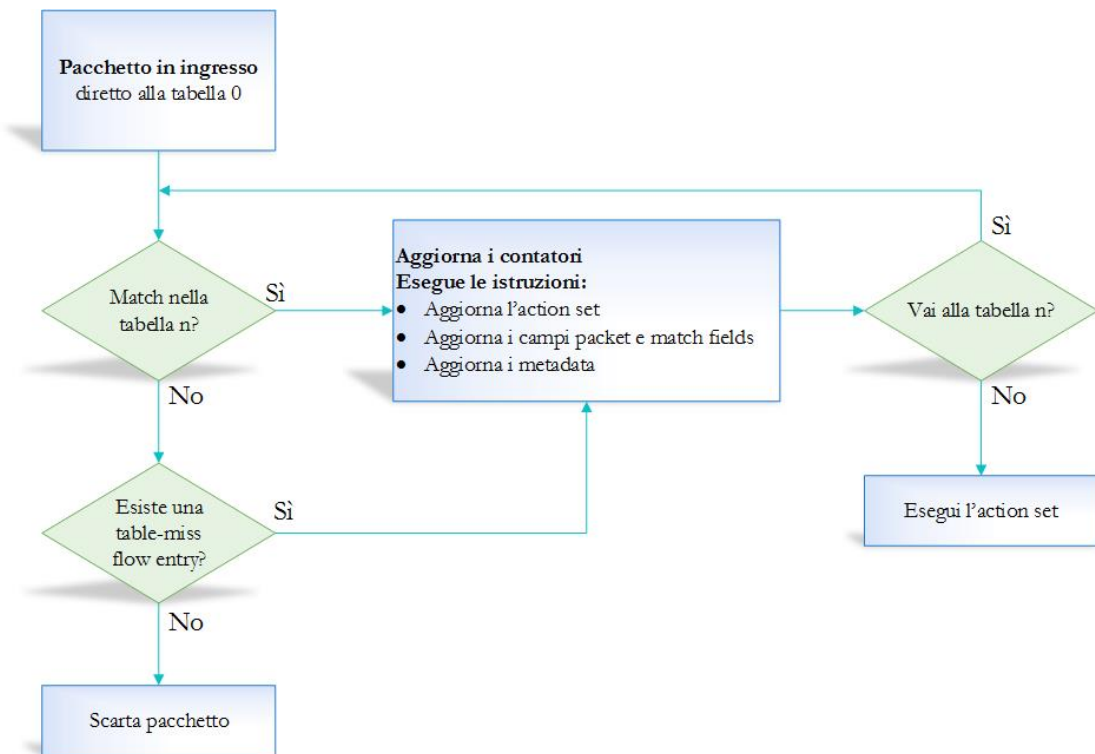 Pacchetto in ingresso
diretto alla tabella 0
Match nella
tabella n?
Sì
No
Aggiorna i contatori
Esegue le istruzioni:
● Aggiorna l’action set
● Aggiorna i campi packet e match fields
● Aggiorna i metadata
Vai alla tabella n?
Sì
No
Esegui l’action set
Esiste una
table-miss
flow entry?
Sì
No
Scarta pacchetto